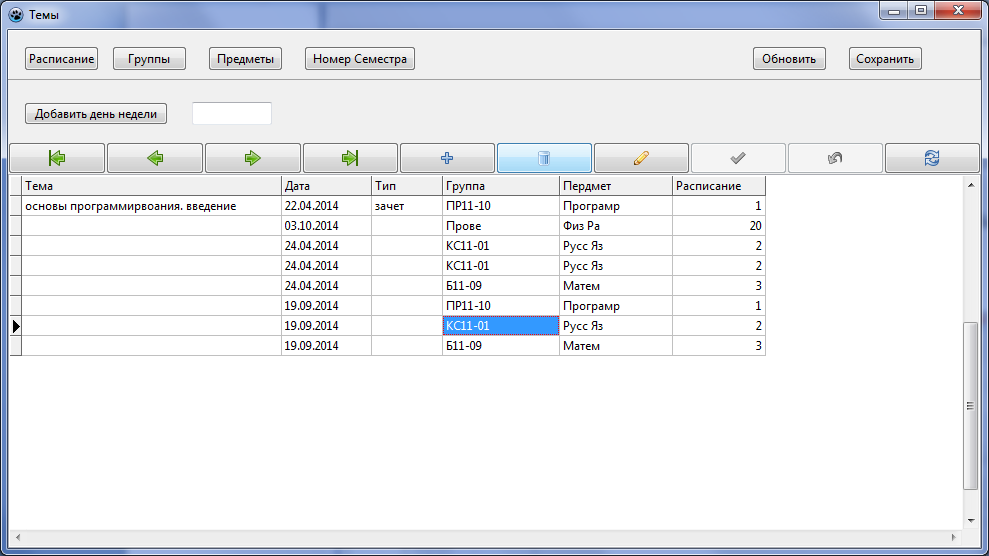 Темы
Расписание Группы Предметы Номер Семестра Обновить Сохранить
Добавить день недели
Тема Дата Тип Группа Пердмет Расписание
основы программирвоания. введение 22.04.2014 зачет ПР11-10 Програмр 1
03.10.2014 Прове Физ Ра 20
24.04.2014 КС11-01 Русс Яз 2
24.04.2014 КС11-01 Русс Яз 2
24.04.2014 Б11-09 Матем 3
19.09.2014 ПР11-10 Програмр 1
19.09.2014 КС11-01 Русс Яз 2
19.09.2014 Б11-09 Матем 3